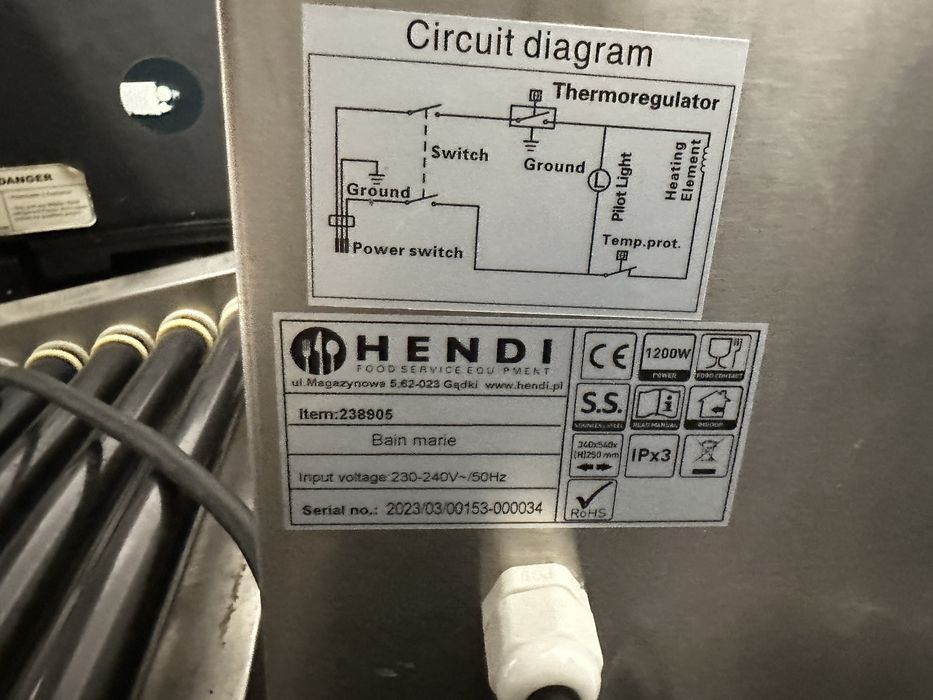 Circuit diagram
Thermoregulator
Switch
Ground
Pilot Light
Heating Element
Ground
L
Temp.prot.
Power switch
DANGER
HENDI
FOOD SERVICE EQUIPMENT
ul.Magazynowa 5,62-023 Gądki www.hendi.pl
Item:238905
Bain marie
Input voltage:230-240V~/50Hz
Serial no.: 2023/03/00153-000034
CE
1200W
POWER
FOOD CONTACT
S.S.
STAINLESS STEEL
READ MANUAL
INDOOR
340x540x
(H)250 mm
IPx3
RoHS